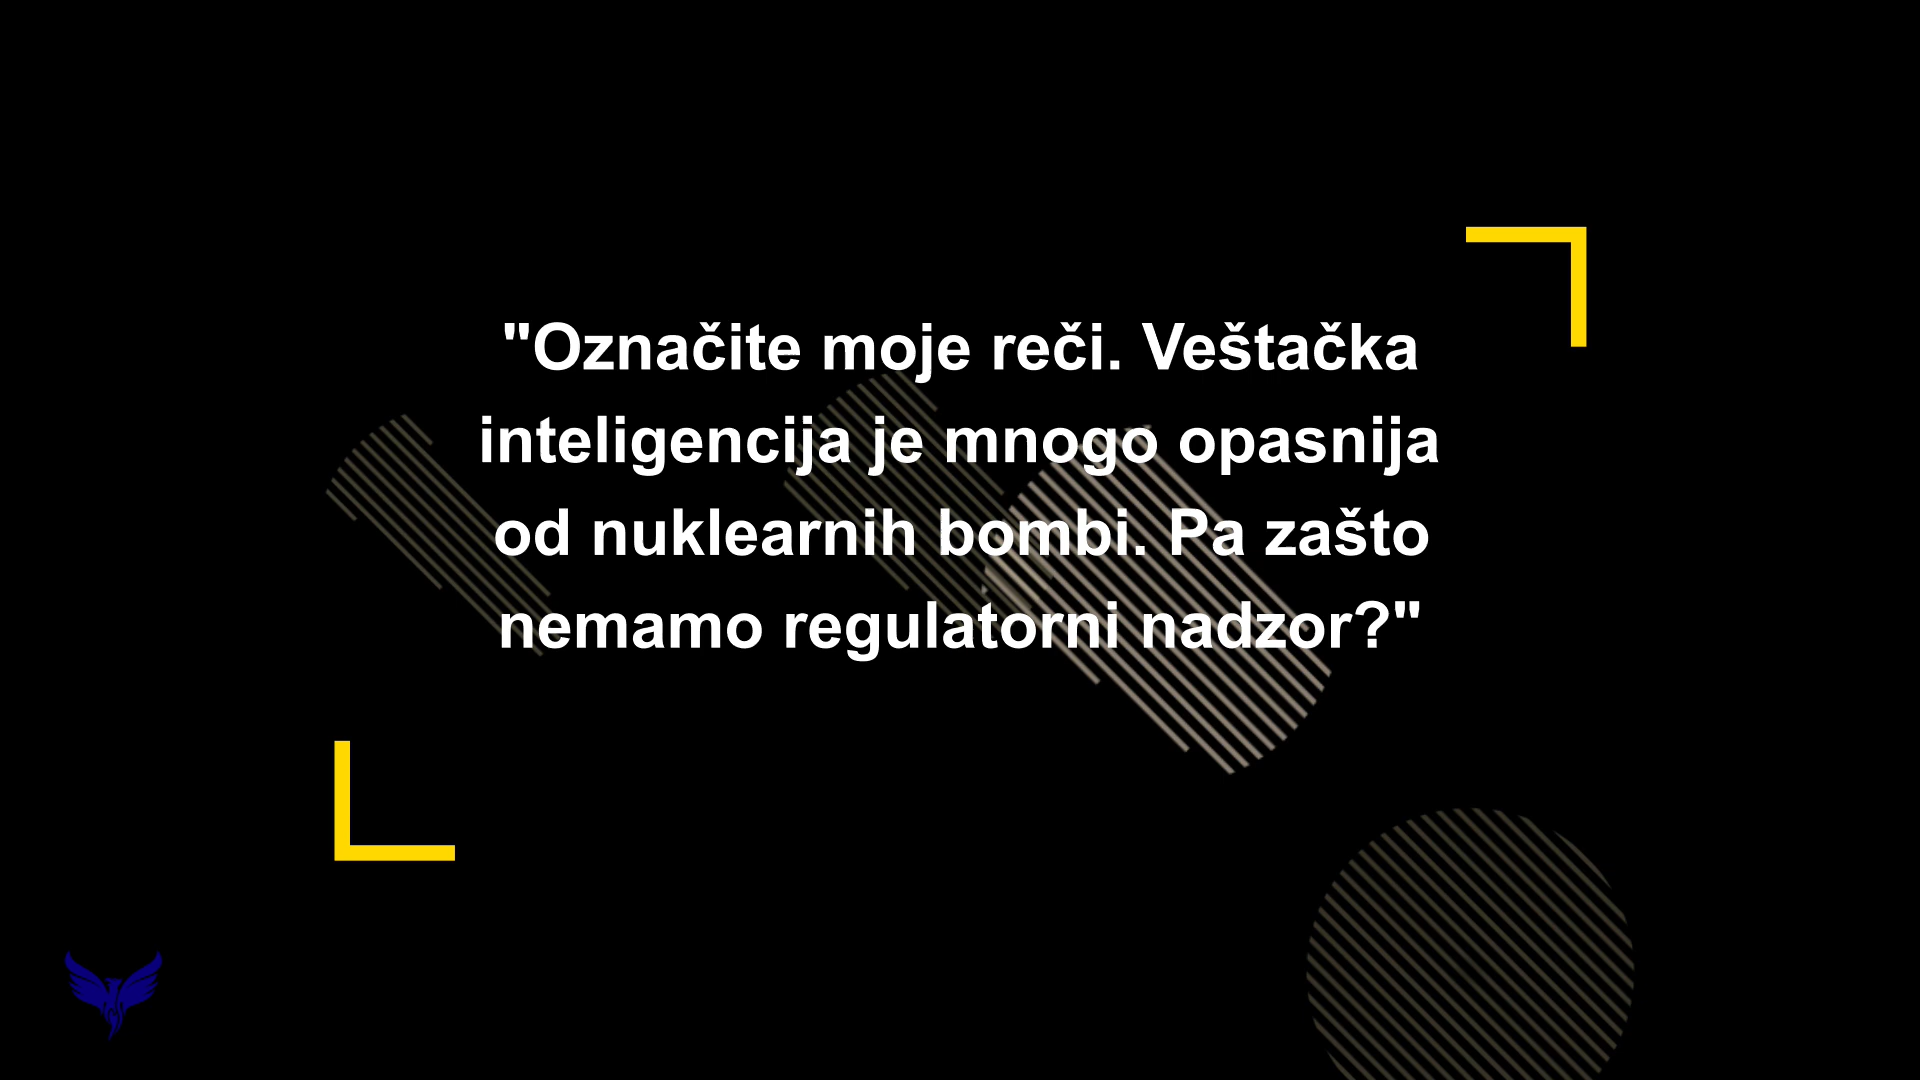 "Označite moje reči. Veštačka
inteligencija je mnogo opasnija
od nuklearnih bombi. Pa zašto
nemamo regulatorni nadzor?"